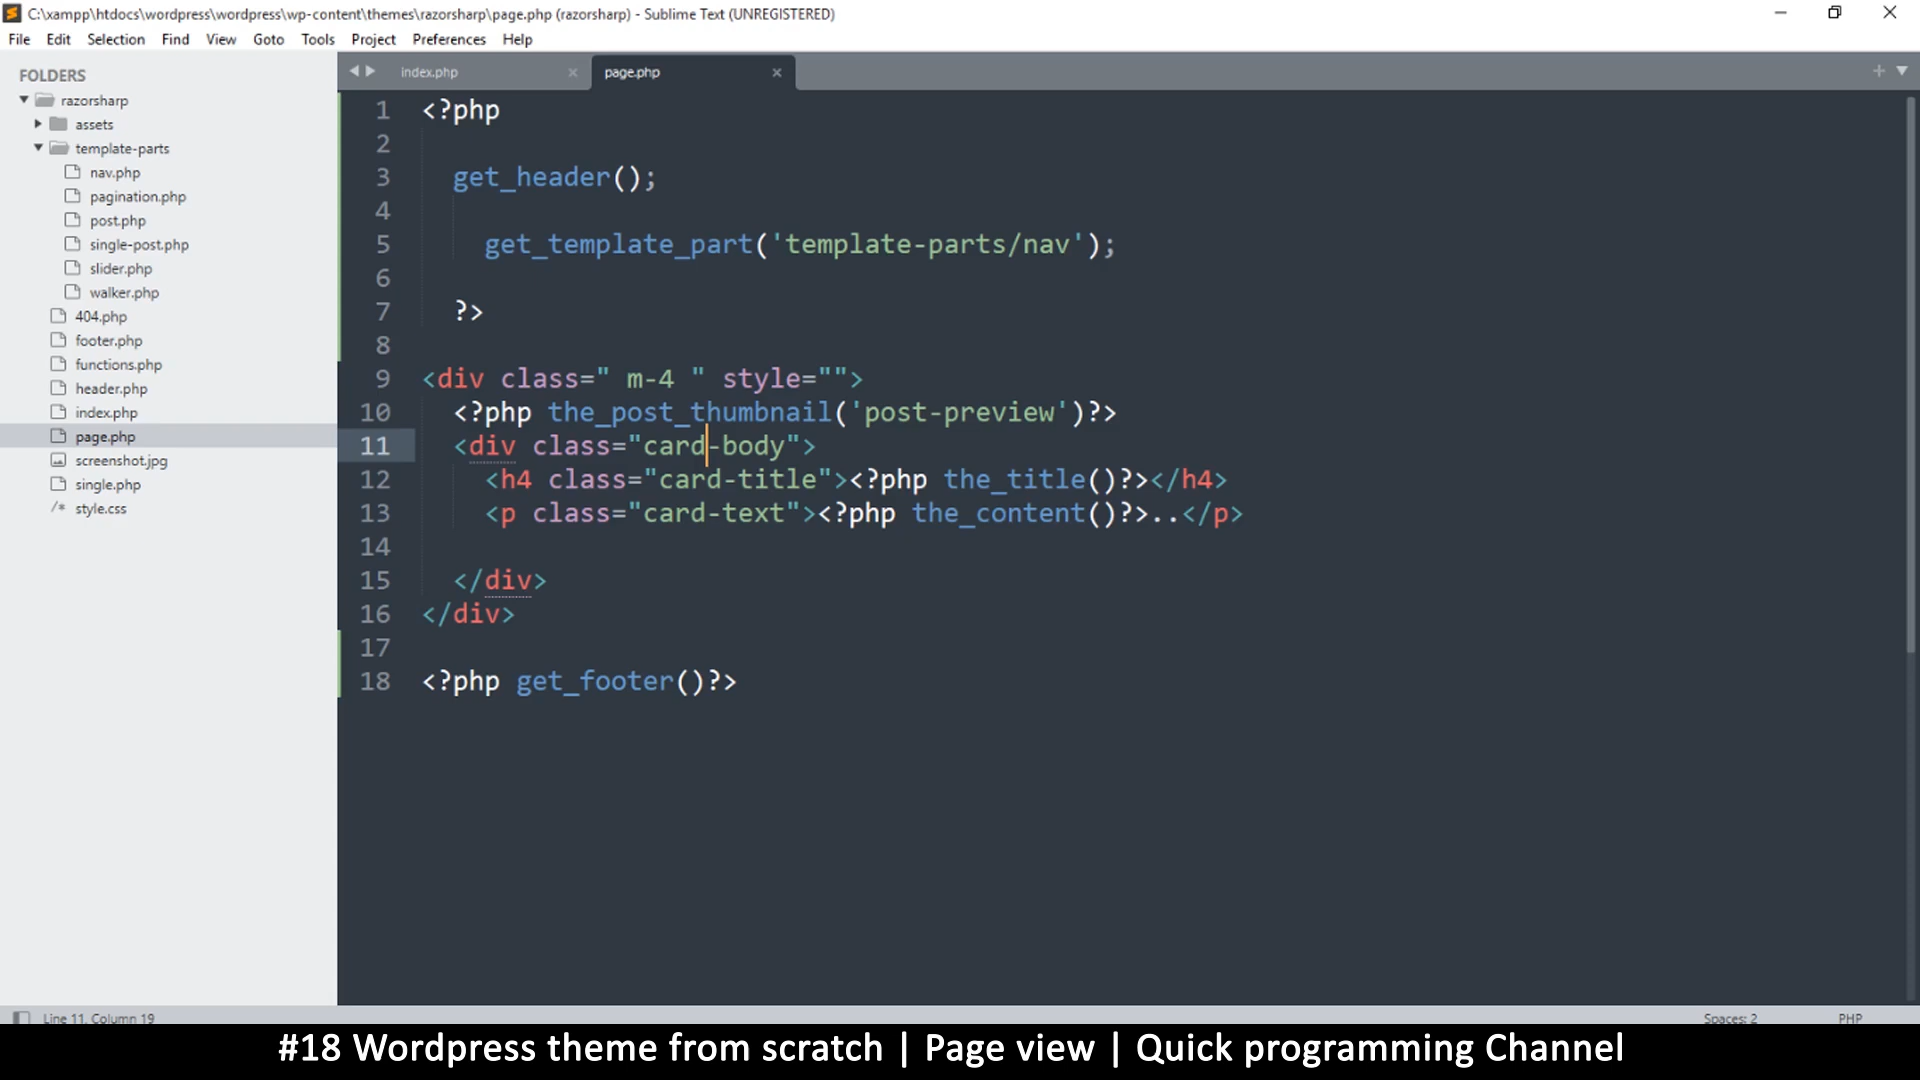 C:\xampp\htdocs\wordpress\wordpress\wp-content\themes\razorsharp\page.php (razorsharp) - Sublime Text (UNREGISTERED)
File Edit Selection Find View Goto Tools Project Preferences Help
FOLDERS
razorsharp
assets
template-parts
nav.php
pagination.php
post.php
single-post.php
slider.php
walker.php
404.php
footer.php
functions.php
header.php
index.php
page.php
screenshot.jpg
single.php
/* style.css
index.php × page.php ×
1 <?php
2
3 get_header();
4
5 get_template_part('template-parts/nav');
6
7 ?>
8
9 <div class=" m-4 " style="">
10 <?php the_post_thumbnail('post-preview')?>
11 <div class="card-body">
12 <h4 class="card-title"><?php the_title()?></h4>
13 <p class="card-text"><?php the_content()?>..</p>
14
15 </div>
16 </div>
17
18 <?php get_footer()?>
Line 11, Column 19
Spaces: 2 PHP
#18 Wordpress theme from scratch | Page view | Quick programming Channel